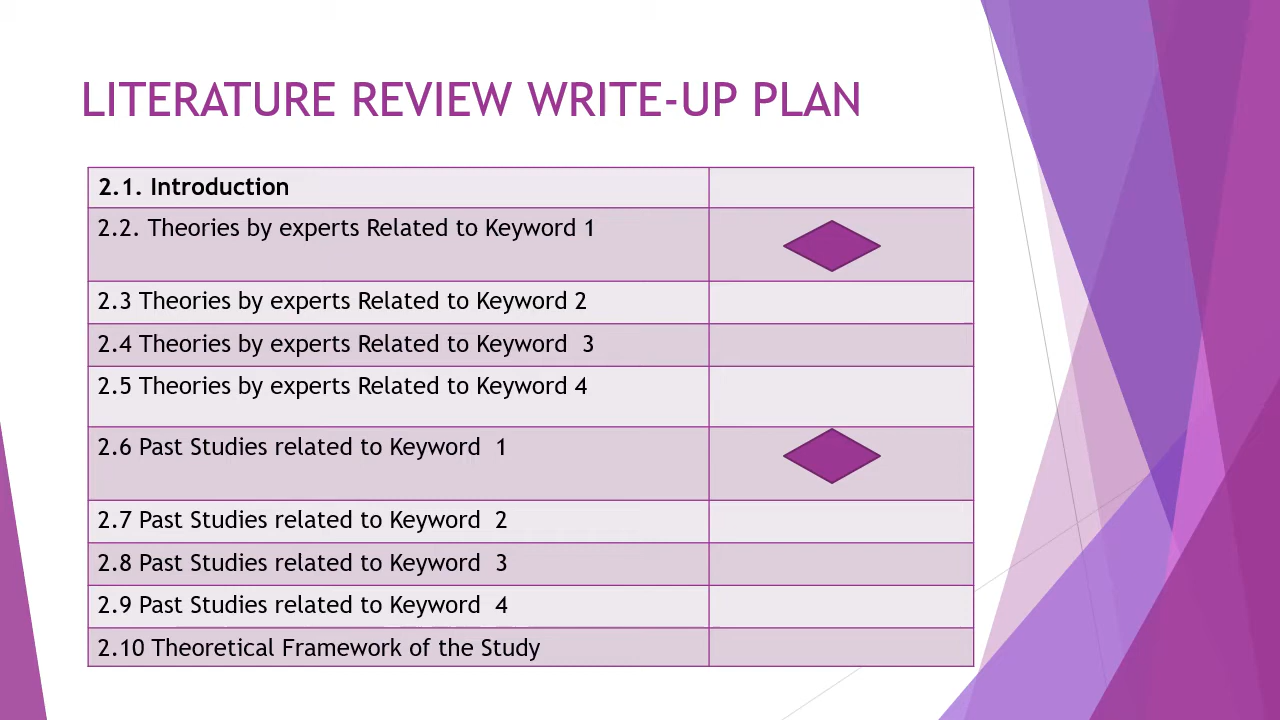 LITERATURE REVIEW WRITE-UP PLAN
2.1. Introduction
2.2. Theories by experts Related to Keyword 1
2.3 Theories by experts Related to Keyword 2
2.4 Theories by experts Related to Keyword  3
2.5 Theories by experts Related to Keyword 4
2.6 Past Studies related to Keyword  1
2.7 Past Studies related to Keyword  2
2.8 Past Studies related to Keyword  3
2.9 Past Studies related to Keyword  4
2.10 Theoretical Framework of the Study